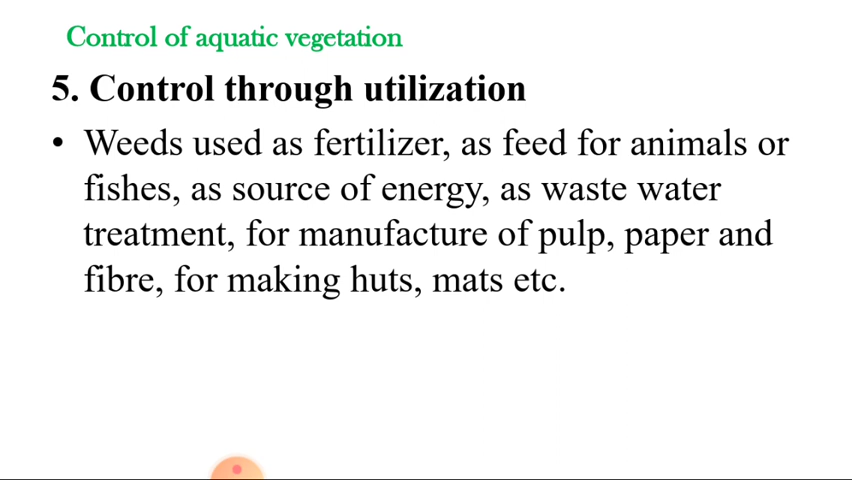 Control of aquatic vegetation
5. Control through utilization
• Weeds used as fertilizer, as feed for animals or
fishes, as source of energy, as waste water
treatment, for manufacture of pulp, paper and
fibre, for making huts, mats etc.